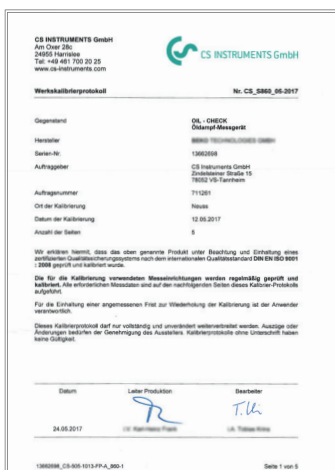 CS INSTRUMENTS GmbH
Am Oxer 28c
24955 Harrislee
Tel: +49 461 700 20 25
www.cs-instruments.com
CS INSTRUMENTS GmbH
Werkskalibrierprotokoll Nr. CS_S860_05-2017
Gegenstand OIL - CHECK
Öldampf-Messgerät
Hersteller
Serien-Nr. 13662698
Auftraggeber CS Instruments GmbH
Zindelsteiner Straße 15
78052 VS-Tannheim
Auftragsnummer 711261
Ort der Kalibrierung Neuss
Datum der Kalibrierung 12.05.2017
Anzahl der Seiten 5
Wir erklären hiermit, dass das oben genannte Produkt unter Beachtung und Einhaltung eines
zertifizierten Qualitätssicherungssystems nach dem internationalen Qualitätsstandard DIN EN ISO 9001
: 2008 geprüft und kalibriert wurde.
Die für die Kalibrierung verwendeten Messeinrichtungen werden regelmäßig geprüft und
kalibriert. Alle erforderlichen Messdaten sind auf den nachfolgenden Seiten dieses Kalibrier-Protokolls
aufgeführt.
Für die Einhaltung einer angemessenen Frist zur Wiederholung der Kalibrierung ist der Anwender
verantwortlich.
Dieses Kalibrierprotokoll darf nur vollständig und unverändert weiterverbreitet werden. Auszüge oder
Änderungen bedürfen der Genehmigung des Ausstellers. Kalibrierprotokolle ohne Unterschrift haben
keine Gültigkeit.
Datum Leiter Produktion Bearbeiter
24.05.2017
13662698_CS-505-1013-FP-A_860-1 Seite 1 von 5